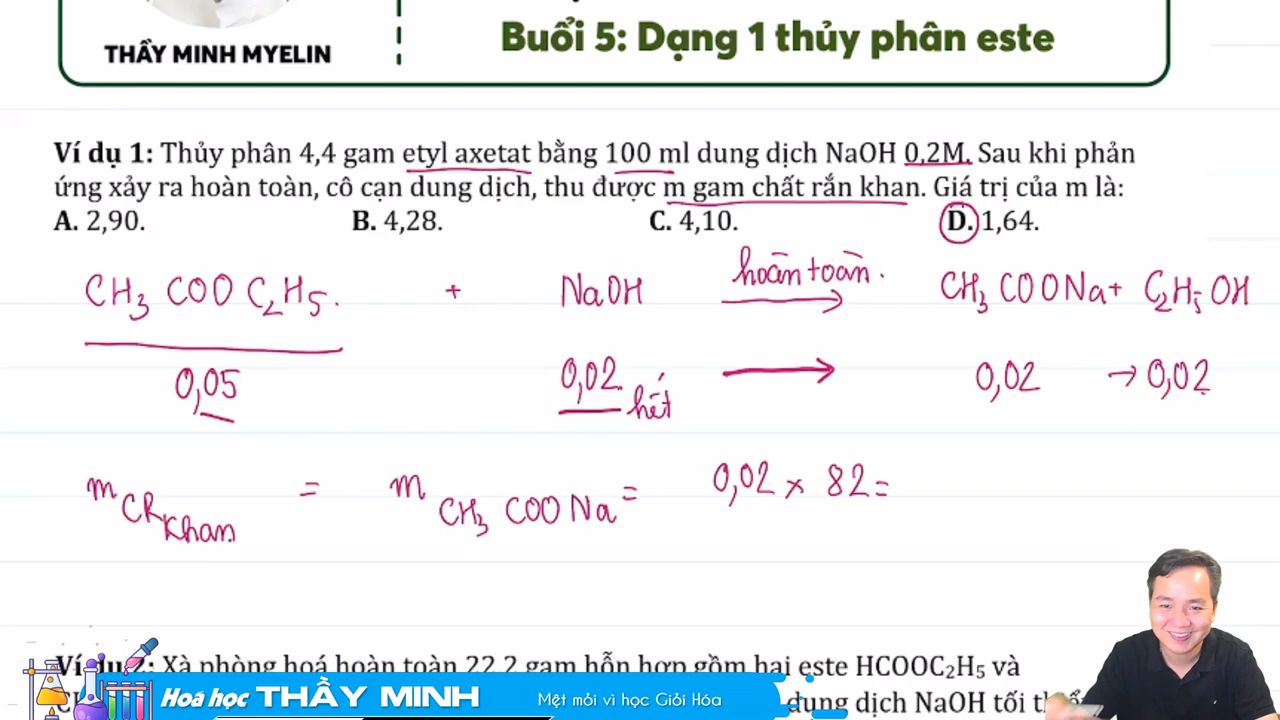 THẦY MINH MYELIN
Buổi 5: Dạng 1 thủy phân este
Ví dụ 1: Thủy phân 4,4 gam etyl axetat bằng 100 ml dung dịch NaOH 0,2M. Sau khi phản
ứng xảy ra hoàn toàn, cô cạn dung dịch, thu được m gam chất rắn khan. Giá trị của m là:
A. 2,90. B. 4,28. C. 4,10. D. 1,64.
hoàn toàn.
CH3 COO C2H5. + NaOH → CH3 COONa + C2H5 OH
0,05 0,02 hết → 0,02 → 0,02
m CR khan = m CH3 COO Na = 0,02 x 82 =
Ví dụ 2: Xà phòng hoá hoàn toàn 22,2 gam hỗn hợp gồm hai este HCOOC2H5 và
dung dịch NaOH tối
Hoá học THẦY MINH Mệt mỏi vì học Giỏi Hóa